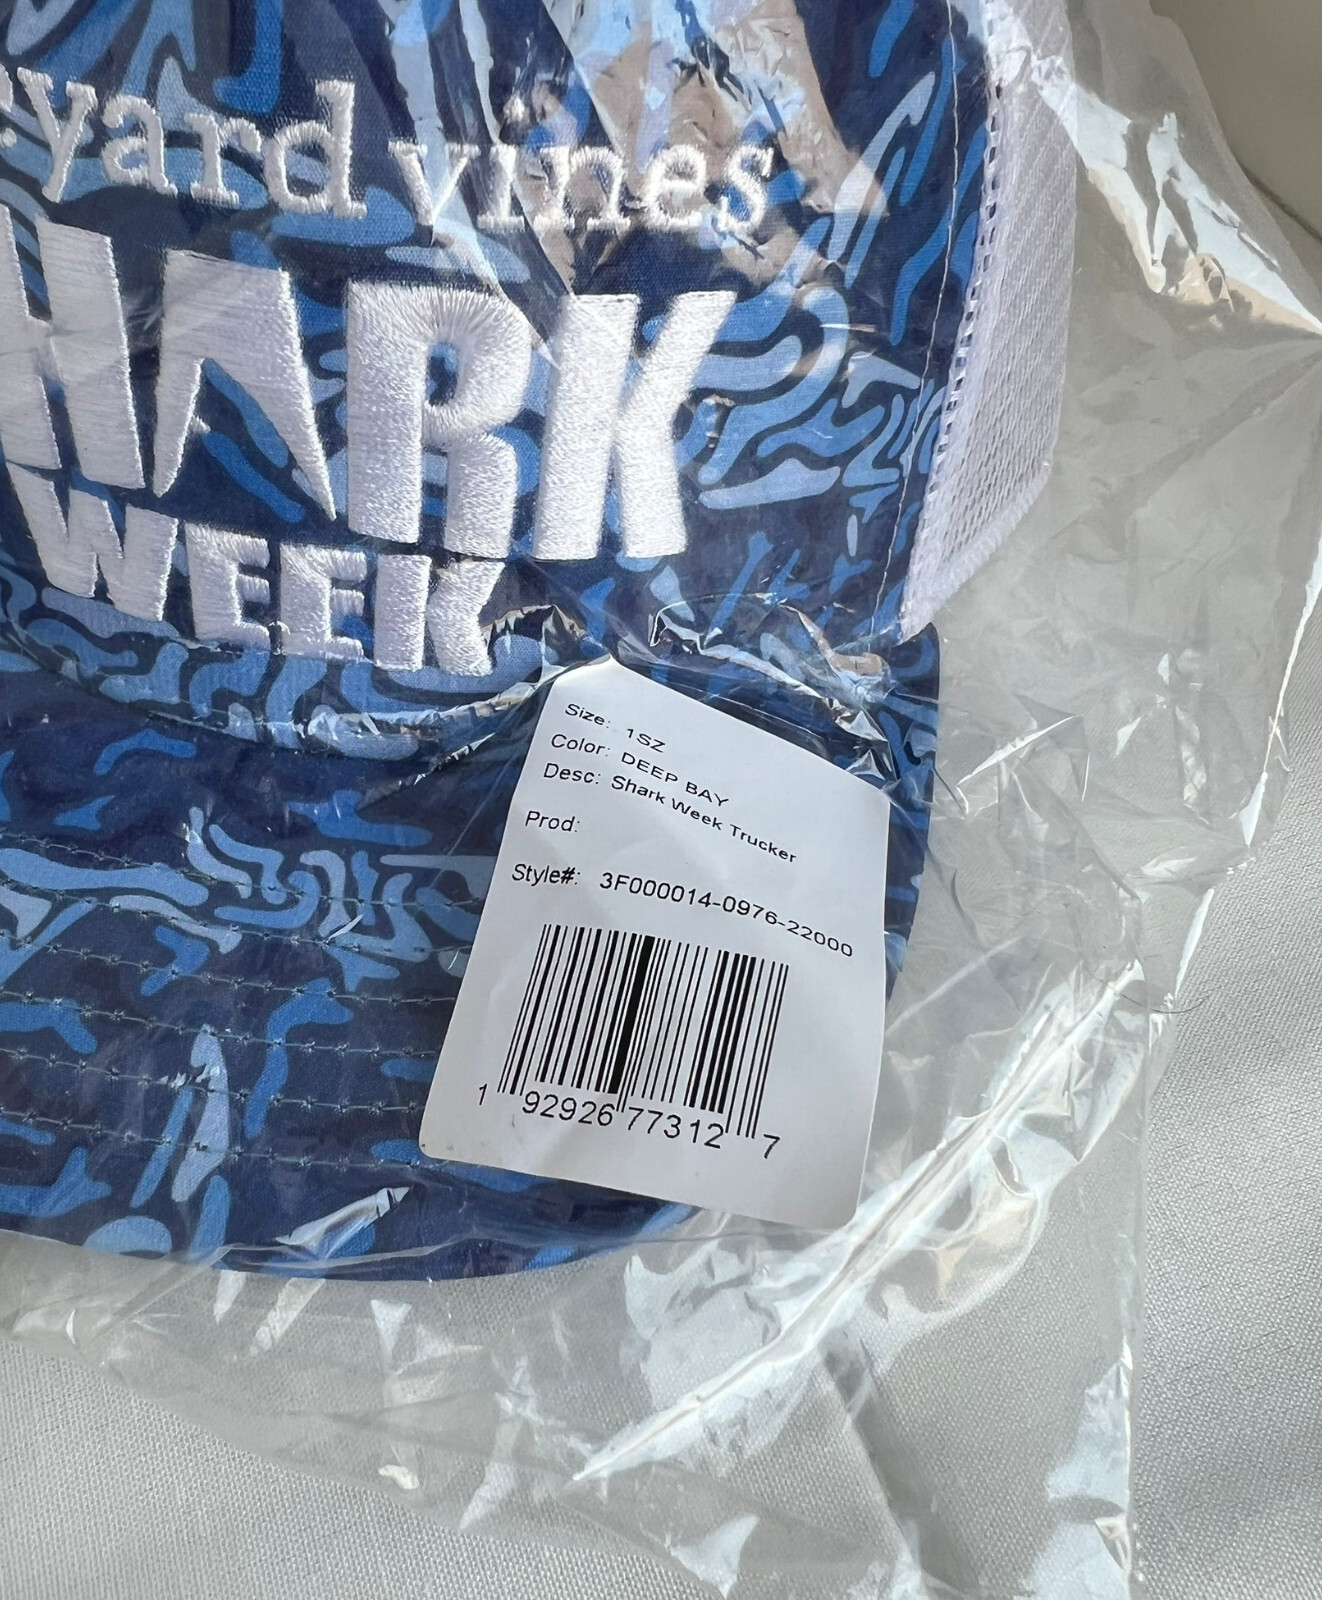 yard vines
HARK
WEEK
Size: 1SZ
Color: DEEP BAY
Desc: Shark Week Trucker
Prod:
Style#: 3F000014-0976-22000
1 92926 77312 7